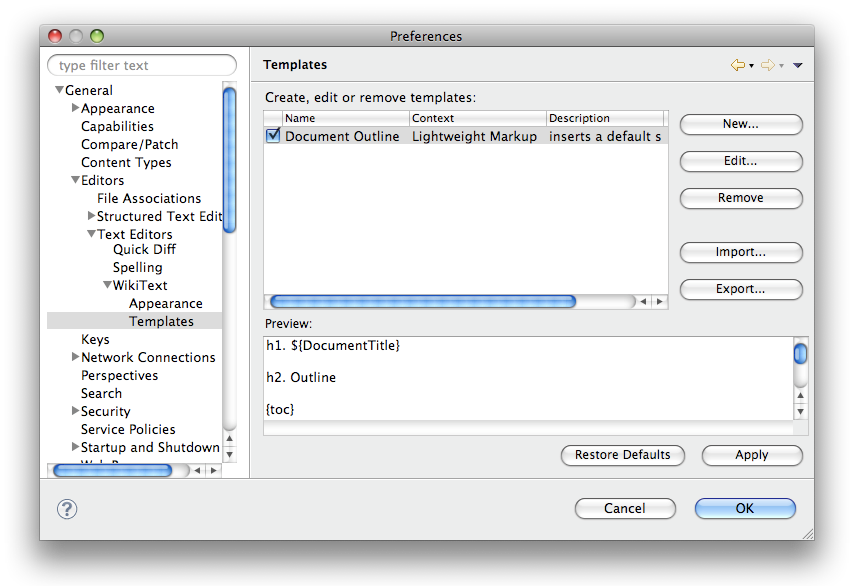 Preferences
type filter text
General
Appearance
Capabilities
Compare/Patch
Content Types
Editors
File Associations
Structured Text Edit
Text Editors
Quick Diff
Spelling
WikiText
Appearance
Templates
Keys
Network Connections
Perspectives
Search
Security
Service Policies
Startup and Shutdown
Templates
Create, edit or remove templates:
Name Context Description
Document Outline Lightweight Markup inserts a default s
New...
Edit...
Remove
Import...
Export...
Preview:
h1. ${DocumentTitle}
h2. Outline
{toc}
Restore Defaults Apply
? Cancel OK